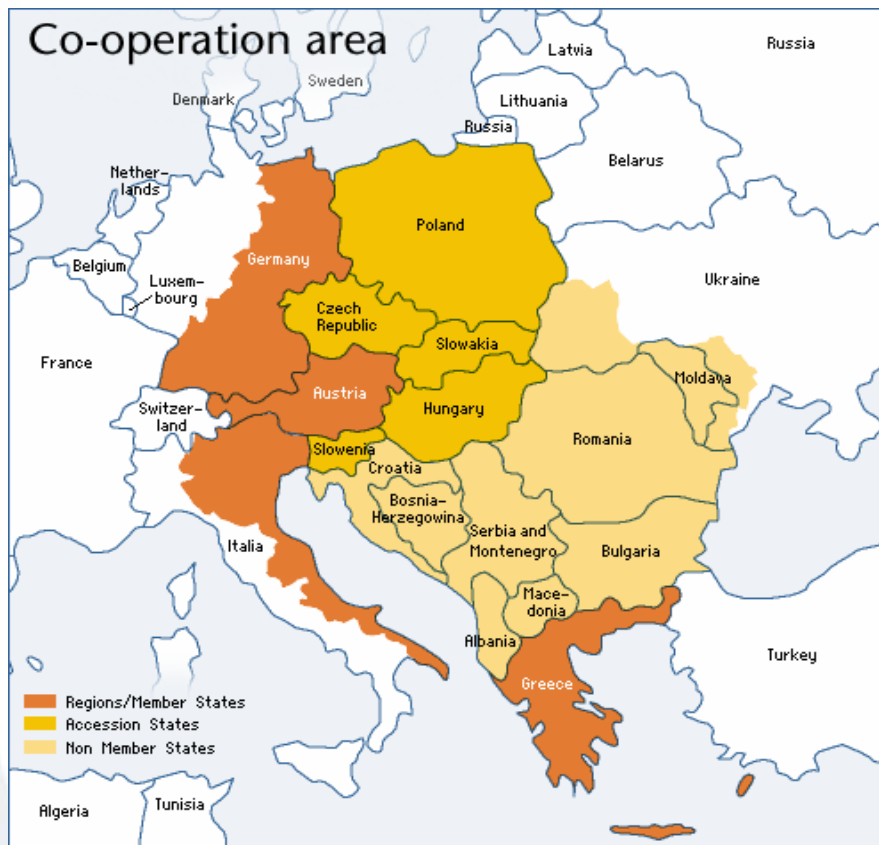 Co-operation area
Latvia
Russia
Sweden
Denmark
Lithuania
Russia
Belarus
Nether-
lands
Poland
Belgium
Germany
Luxem-
bourg
Ukraine
Czech
Republic
Slowakia
France
Moldava
Austria
Switzer-
land
Hungary
Romania
Slowenia
Croatia
Bosnia-
Herzegowina
Serbia and
Montenegro
Italia
Bulgaria
Mace-
donia
Albania
Turkey
Greece
Regions/Member States
Accession States
Non Member States
Algeria
Tunisia